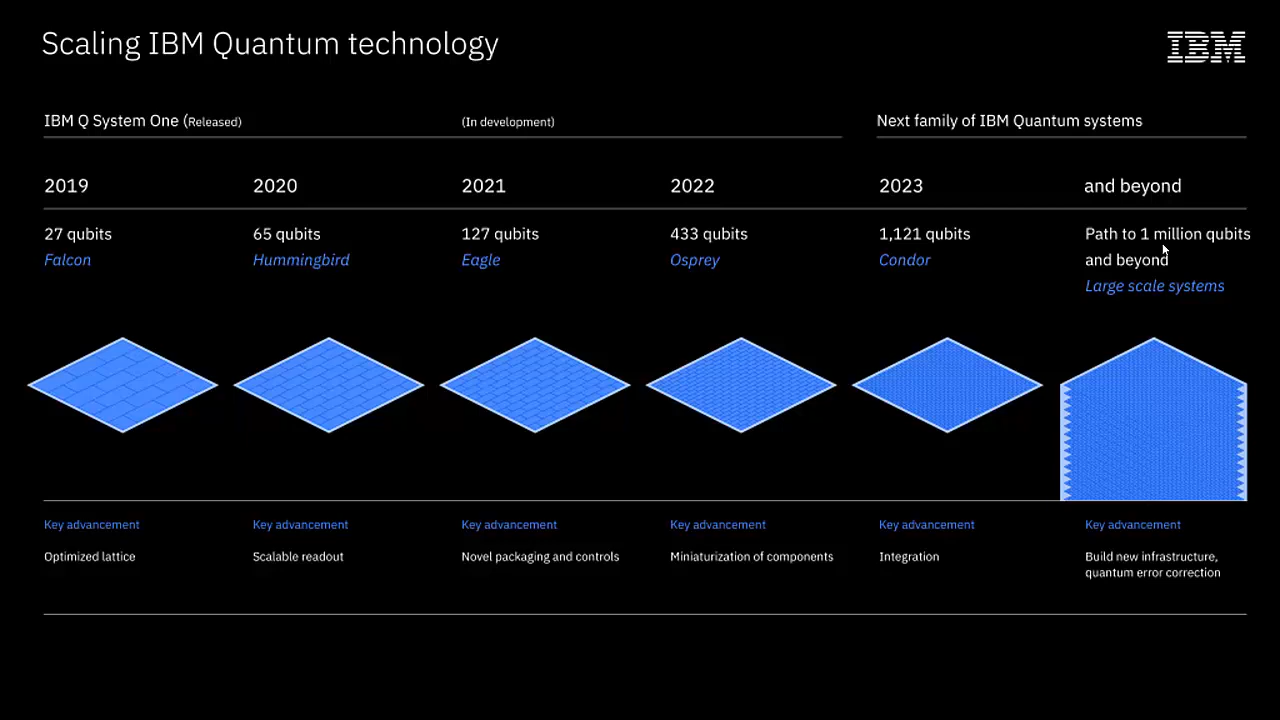 Scaling IBM Quantum technology
IBM
IBM Q System One (Released)
(In development)
Next family of IBM Quantum systems
2019
2020
2021
2022
2023
and beyond
27 qubits
Falcon
65 qubits
Hummingbird
127 qubits
Eagle
433 qubits
Osprey
1,121 qubits
Condor
Path to 1 million qubits
and beyond
Large scale systems
Key advancement
Optimized lattice
Key advancement
Scalable readout
Key advancement
Novel packaging and controls
Key advancement
Miniaturization of components
Key advancement
Integration
Key advancement
Build new infrastructure,
quantum error correction